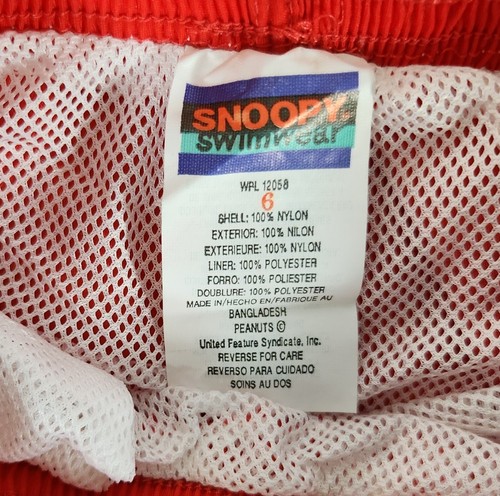 SNOOPY.
swimwear
WPL 12058
6
SHELL: 100% NYLON
EXTERIOR: 100% NILON
EXTERIEURE: 100% NYLON
LINER: 100% POLYESTER
FORRO: 100% POLIESTER
DOUBLURE: 100% POLYESTER
MADE IN/HECHO EN/FABRIQUE AU
BANGLADESH
PEANUTS ©
United Feature Syndicate, Inc.
REVERSE FOR CARE
REVERSO PARA CUIDADO
SOINS AU DOS